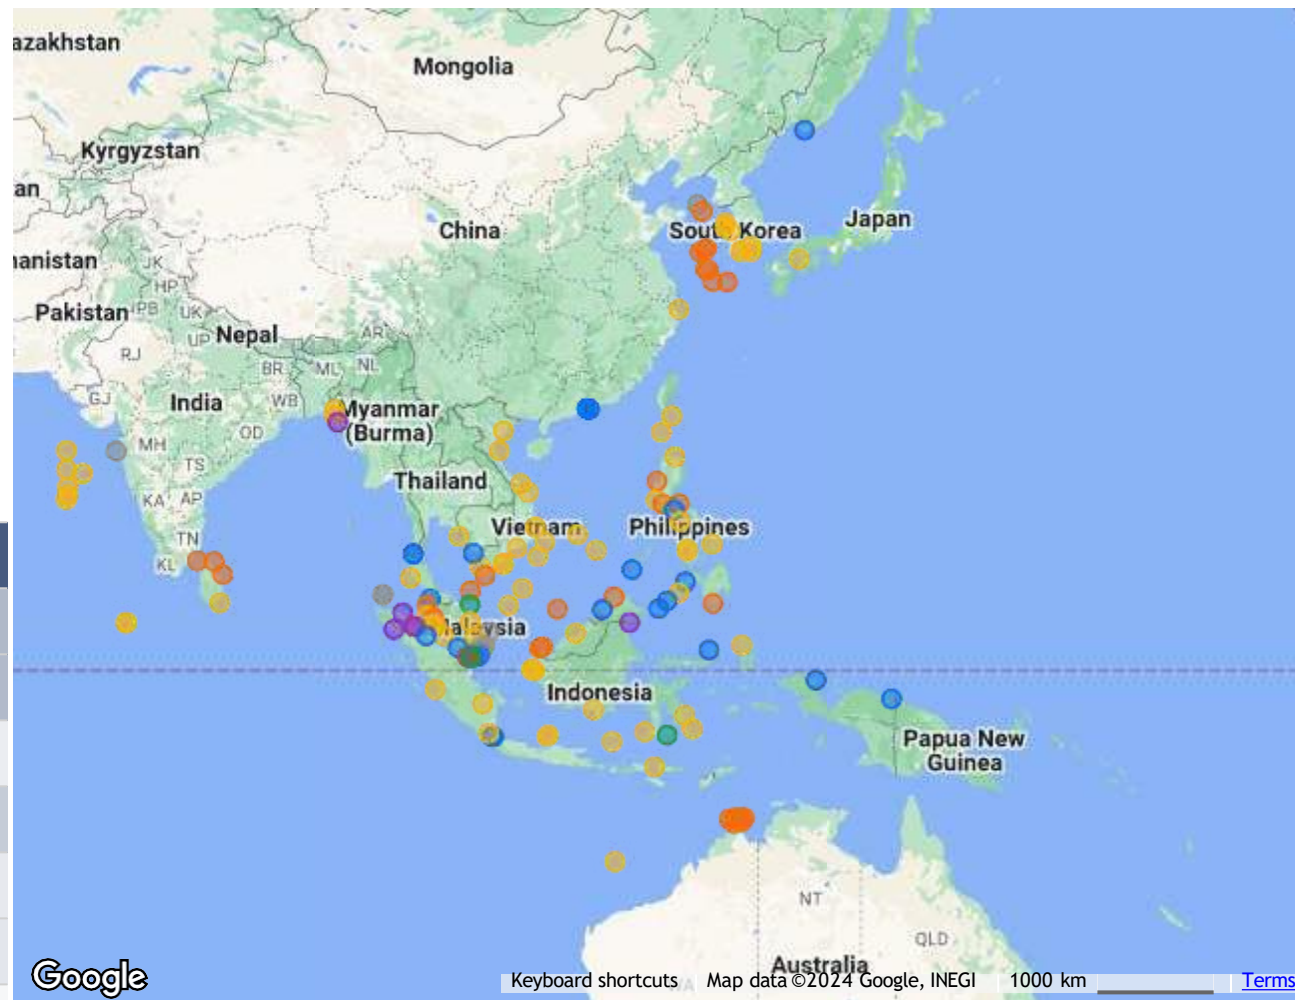 azakhstan
Mongolia
Kyrgyzstan
an
China
South Korea
Japan
hanistan
JK
HP
Pakistan
PB
UK
Nepal
UP
AR
RJ
BR
ML
NL
GJ
India
WB
Myanmar
(Burma)
OD
MH
TS
Thailand
KA
AP
Vietnam
Philippines
TN
KL
Malaysia
Indonesia
Papua New
Guinea
NT
QLD
Australia
WA
Google
Keyboard shortcuts
Map data ©2024 Google, INEGI
1000 km
Terms